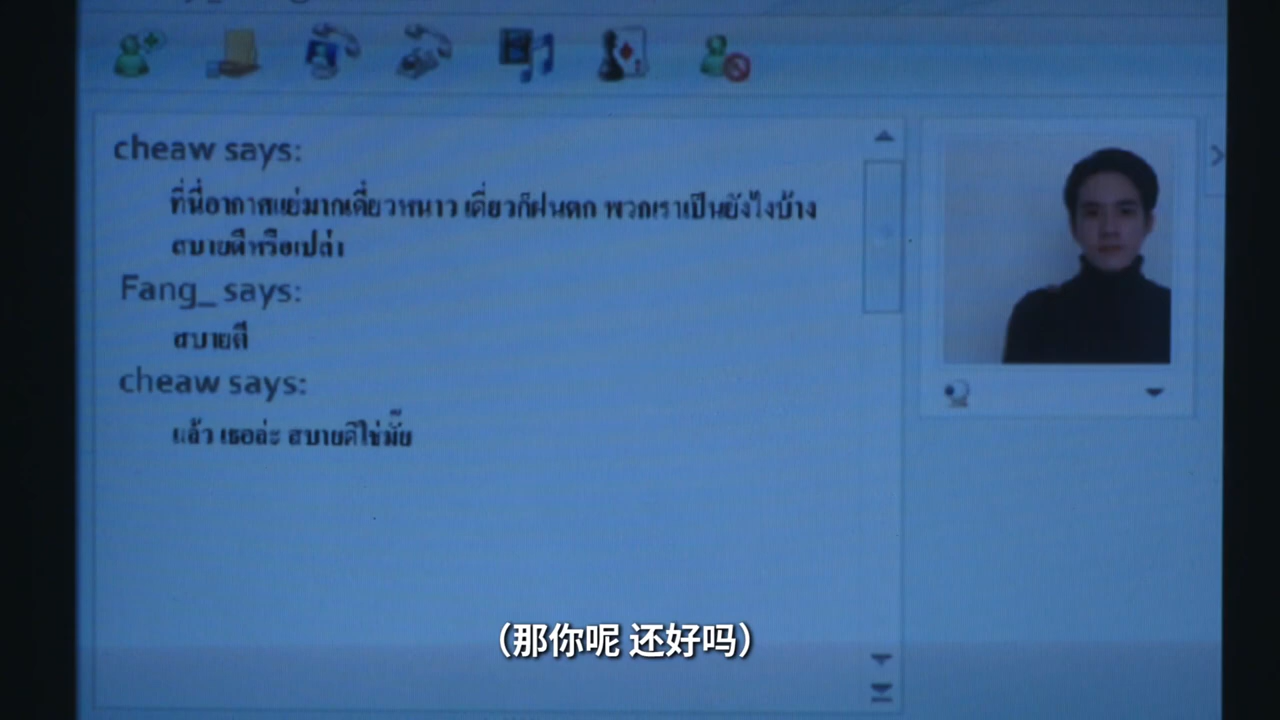 cheaw says:
ที่นี่อากาศแย่มากเดี๋ยวหนาว เดี๋ยวก็ฝนตก พวกเราเป็นยังไงบ้าง
สบายดีหรือเปล่า
Fang_ says:
สบายดี
cheaw says:
แล้ว เธอล่ะ สบายดีใช่มั๊ย
（那你呢 还好吗）